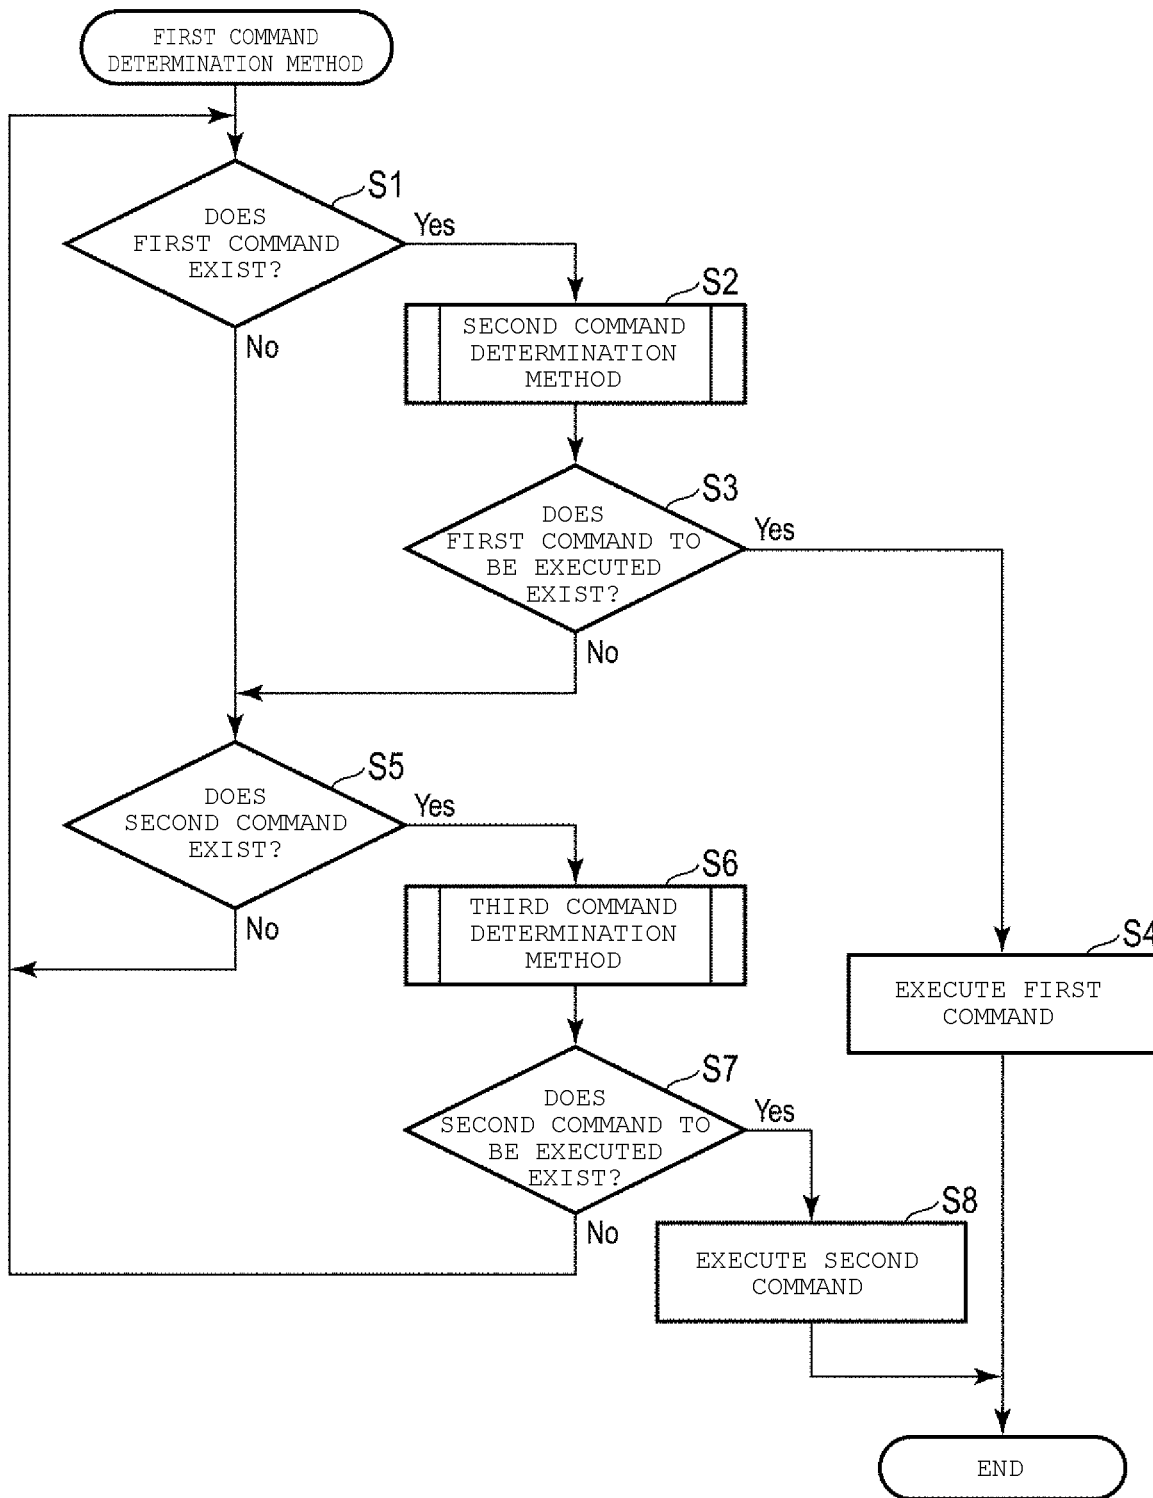 FIRST COMMAND
DETERMINATION METHOD
S1
DOES
FIRST COMMAND
EXIST?
Yes
No
S2
SECOND COMMAND
DETERMINATION
METHOD
S3
DOES
FIRST COMMAND TO
BE EXECUTED
EXIST?
Yes
No
S5
DOES
SECOND COMMAND
EXIST?
Yes
No
S6
THIRD COMMAND
DETERMINATION
METHOD
S4
EXECUTE FIRST
COMMAND
S7
DOES
SECOND COMMAND TO
BE EXECUTED
EXIST?
Yes
No
S8
EXECUTE SECOND
COMMAND
END